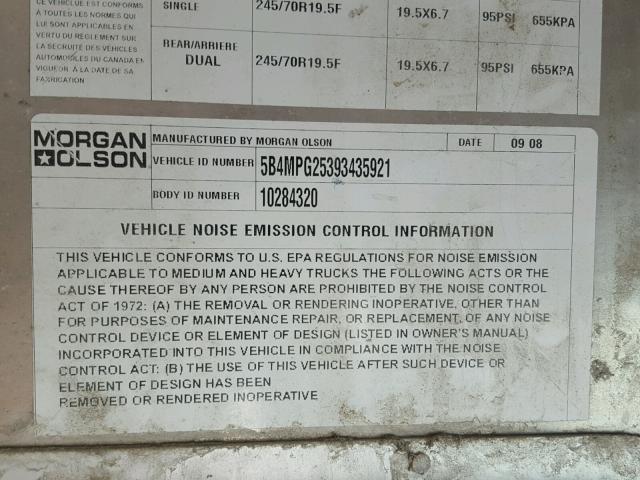 CE VÉHICULE EST CONFORMS
À TOUTES LES NORMES QUI
LUI SONT APPLICABLES EN
VERTU DU REGLEMENT SUR
LA SECRUITE DES VÉHICLES
AUTOMOBILES DU CANADA EN
VIGUEUR À LA DATE DE SA
FABRICATION
SINGLE 245/70R19.5F 19.5X6.7 95PSI 655KPA
REAR/ARRIERE
DUAL 245/70R19.5F 19.5X6.7 95PSI 655KPA
MORGAN
OLSON
MANUFACTURED BY MORGAN OLSON DATE 09 08
VEHICLE ID NUMBER 5B4MPG25393435921
BODY ID NUMBER 10284320
VEHICLE NOISE EMISSION CONTROL INFORMATION
THIS VEHICLE CONFORMS TO U.S. EPA REGULATIONS FOR NOISE EMISSION
APPLICABLE TO MEDIUM AND HEAVY TRUCKS THE FOLLOWING ACTS OR THE
CAUSE THEREOF BY ANY PERSON ARE PROHIBITED BY THE NOISE CONTROL
ACT OF 1972: (A) THE REMOVAL OR RENDERING INOPERATIVE, OTHER THAN
FOR PURPOSES OF MAINTENANCE REPAIR, OR REPLACEMENT, OF ANY NOISE
CONTROL DEVICE OR ELEMENT OF DESIGN (LISTED IN OWNER'S MANUAL)
INCORPORATED INTO THIS VEHICLE IN COMPLIANCE WITH THE NOISE
CONTROL ACT: (B) THE USE OF THIS VEHICLE AFTER SUCH DEVICE OR
ELEMENT OF DESIGN HAS BEEN
REMOVED OR RENDERED INOPERATIVE